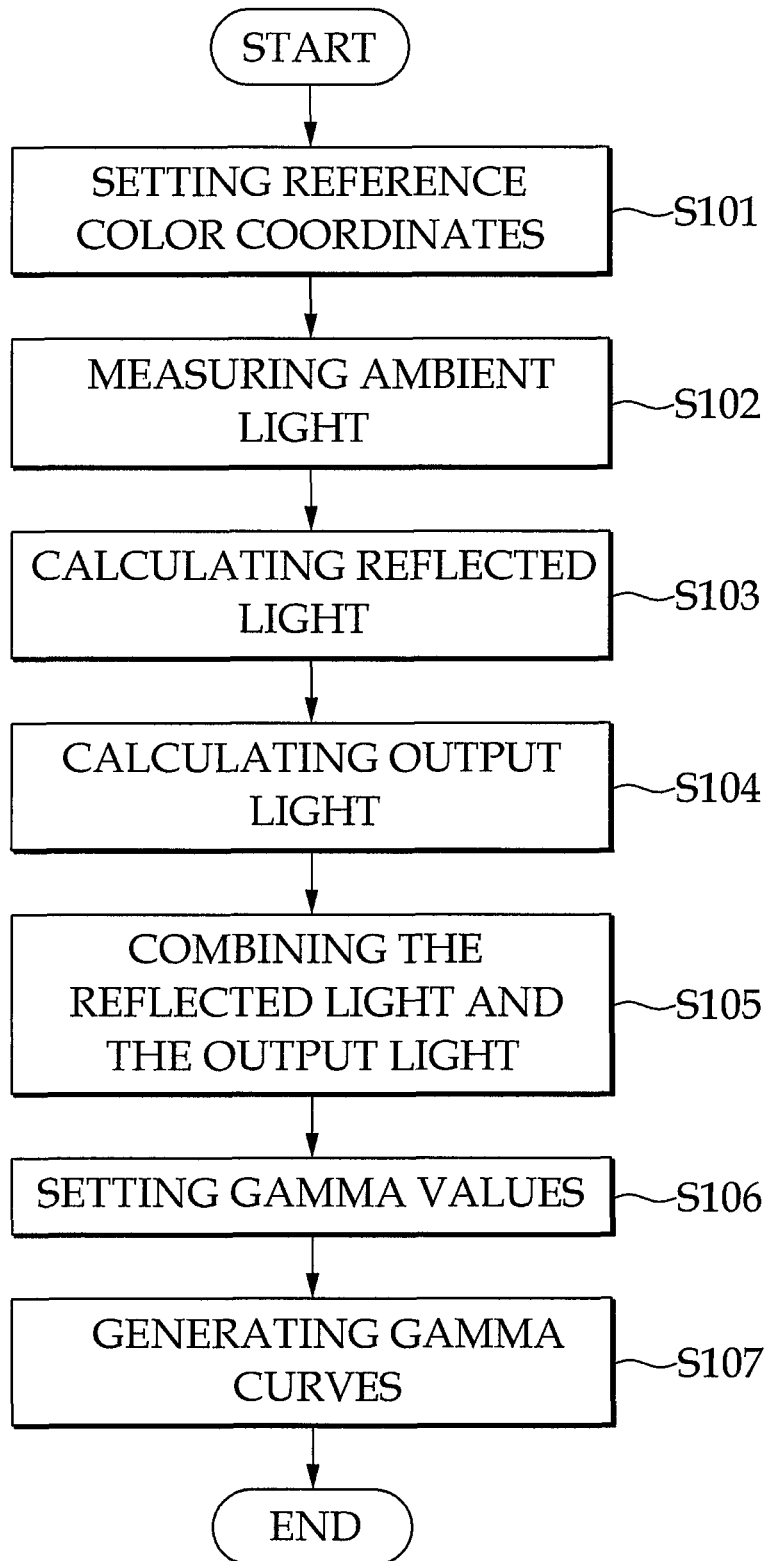 START
SETTING REFERENCE
COLOR COORDINATES
S101
MEASURING AMBIENT
LIGHT
S102
CALCULATING REFLECTED
LIGHT
S103
CALCULATING OUTPUT
LIGHT
S104
COMBINING THE
REFLECTED LIGHT AND
THE OUTPUT LIGHT
S105
SETTING GAMMA VALUES
S106
GENERATING GAMMA
CURVES
S107
END